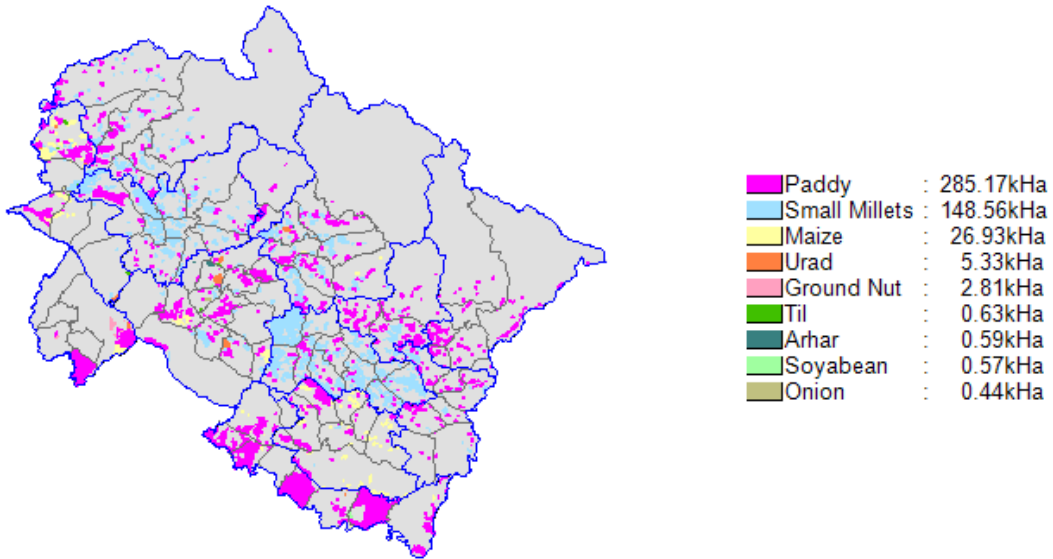 Paddy : 285.17kHa
Small Millets : 148.56kHa
Maize : 26.93kHa
Urad : 5.33kHa
Ground Nut : 2.81kHa
Til : 0.63kHa
Arhar : 0.59kHa
Soyabean : 0.57kHa
Onion : 0.44kHa